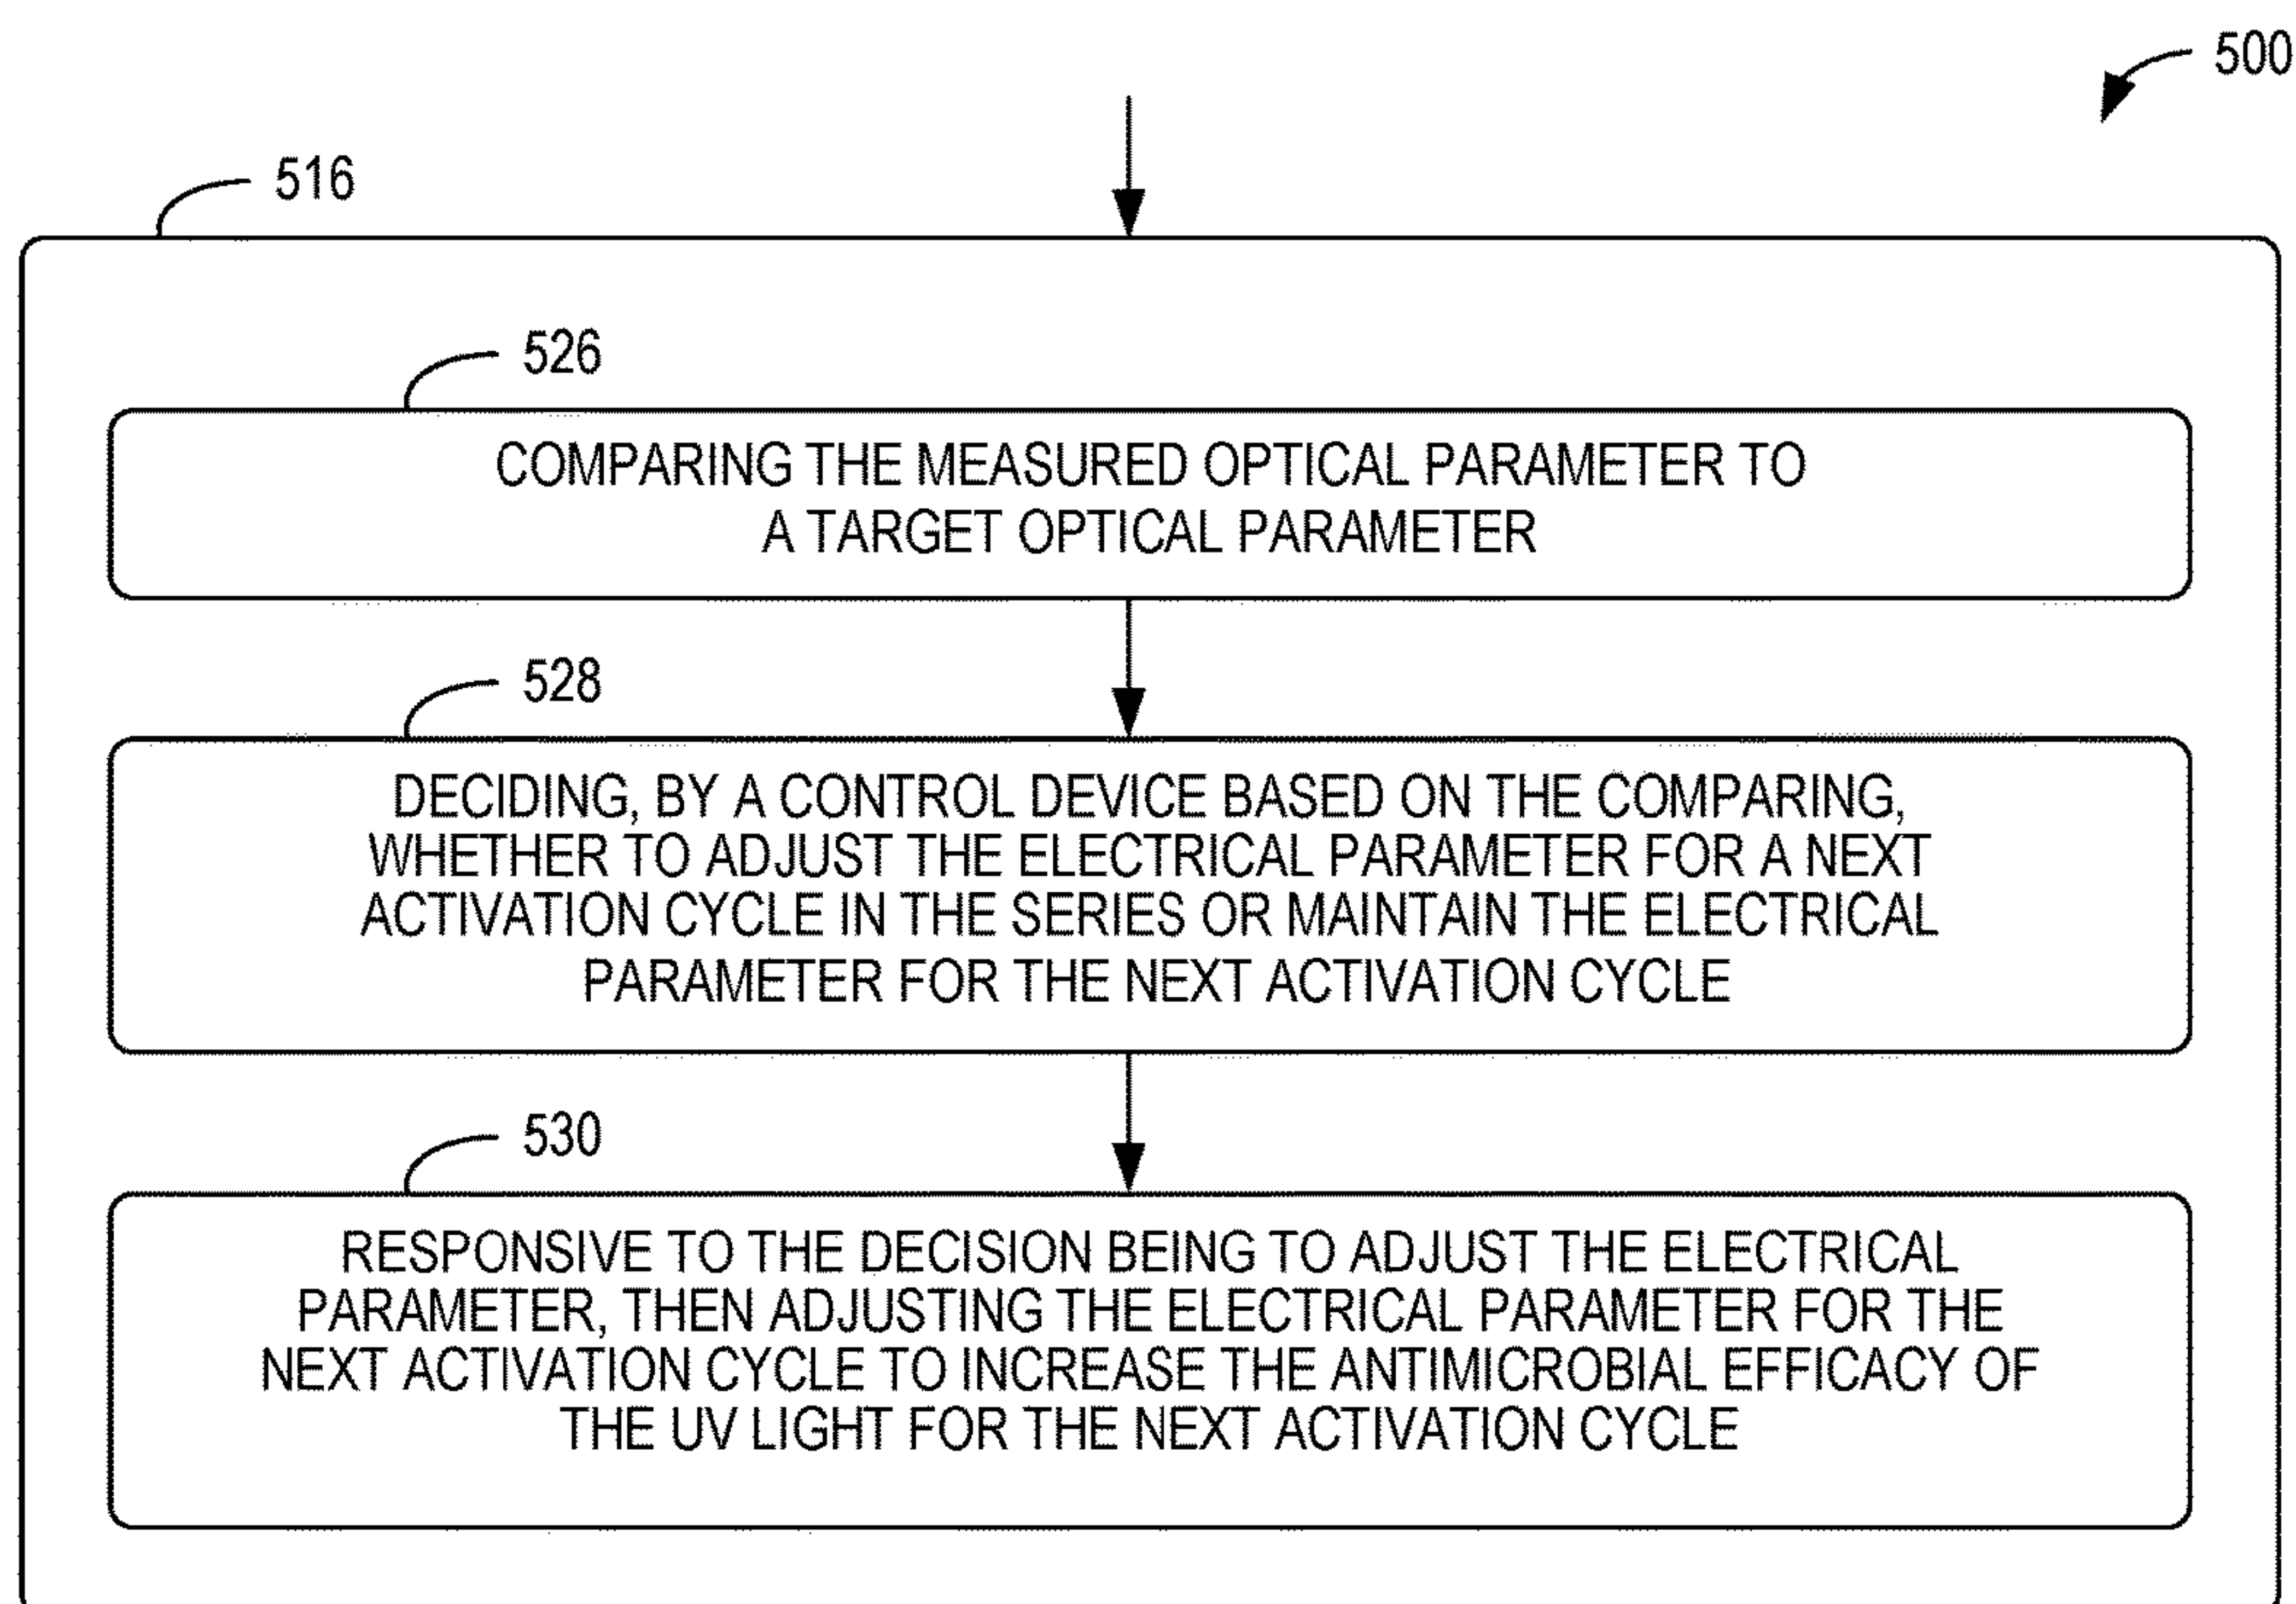 500
516
526
COMPARING THE MEASURED OPTICAL PARAMETER TO
A TARGET OPTICAL PARAMETER
528
DECIDING, BY A CONTROL DEVICE BASED ON THE COMPARING,
WHETHER TO ADJUST THE ELECTRICAL PARAMETER FOR A NEXT
ACTIVATION CYCLE IN THE SERIES OR MAINTAIN THE ELECTRICAL
PARAMETER FOR THE NEXT ACTIVATION CYCLE
530
RESPONSIVE TO THE DECISION BEING TO ADJUST THE ELECTRICAL
PARAMETER, THEN ADJUSTING THE ELECTRICAL PARAMETER FOR THE
NEXT ACTIVATION CYCLE TO INCREASE THE ANTIMICROBIAL EFFICACY OF
THE UV LIGHT FOR THE NEXT ACTIVATION CYCLE